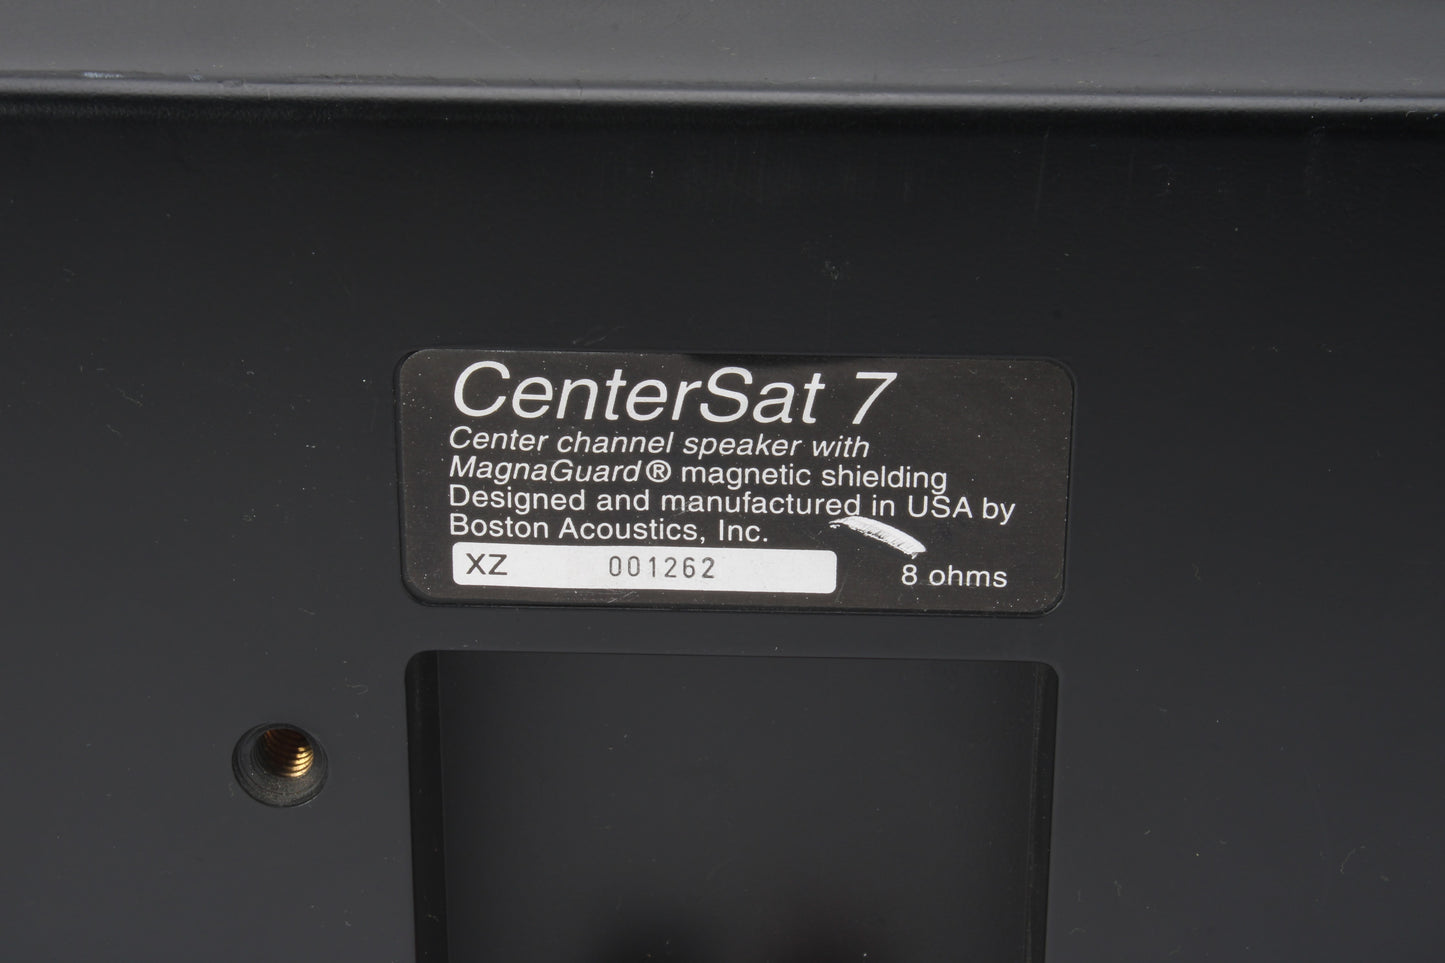 CenterSat 7
Center channel speaker with
MagnaGuard® magnetic shielding
Designed and manufactured in USA by
Boston Acoustics, Inc.
XZ 001262 8 ohms